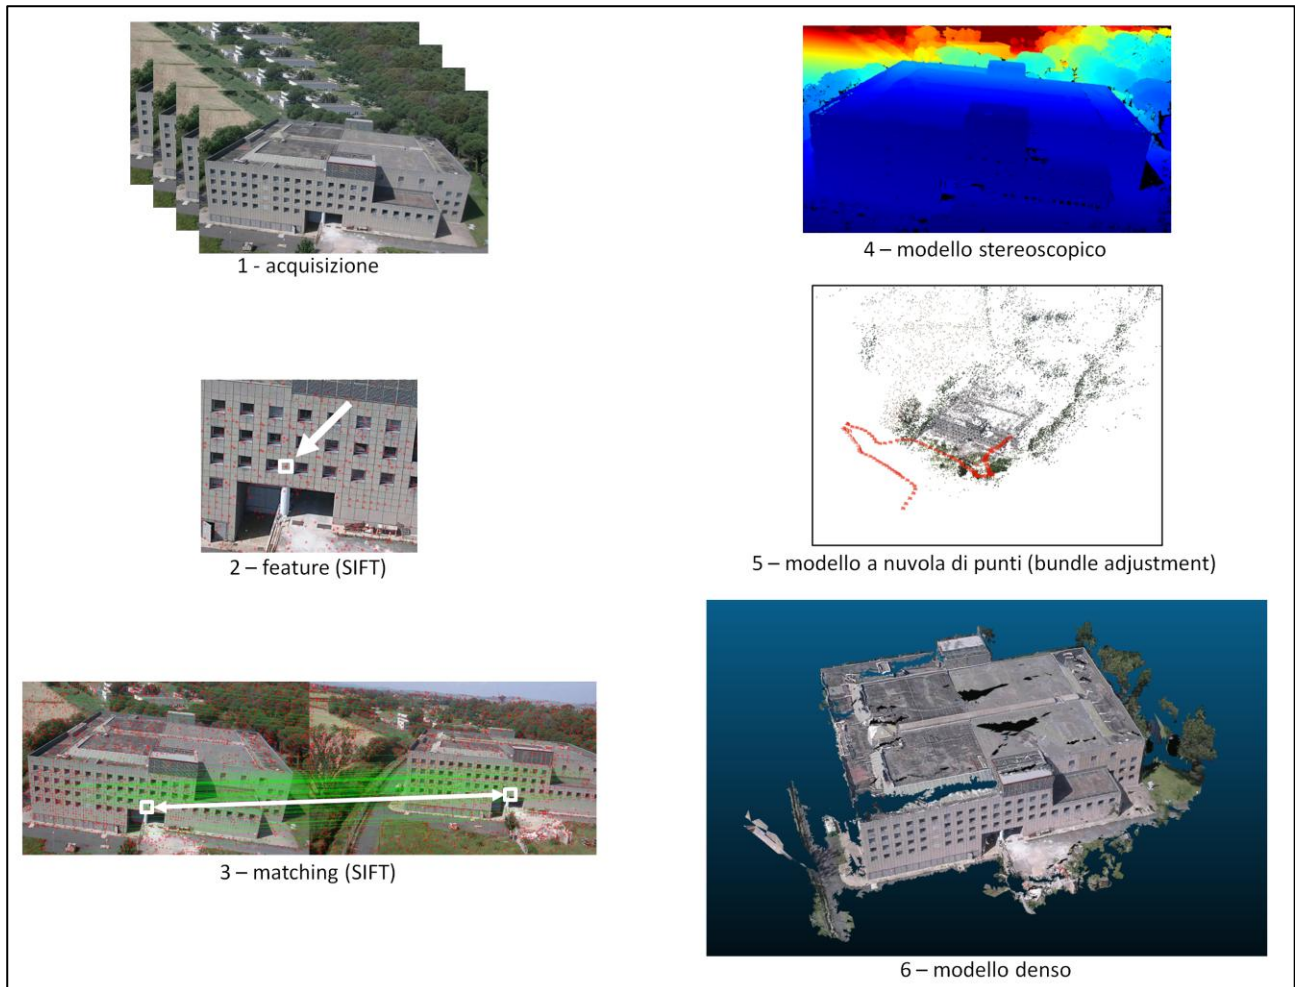 1 - acquisizione
2 – feature (SIFT)
3 – matching (SIFT)
4 – modello stereoscopico
5 – modello a nuvola di punti (bundle adjustment)
6 – modello denso